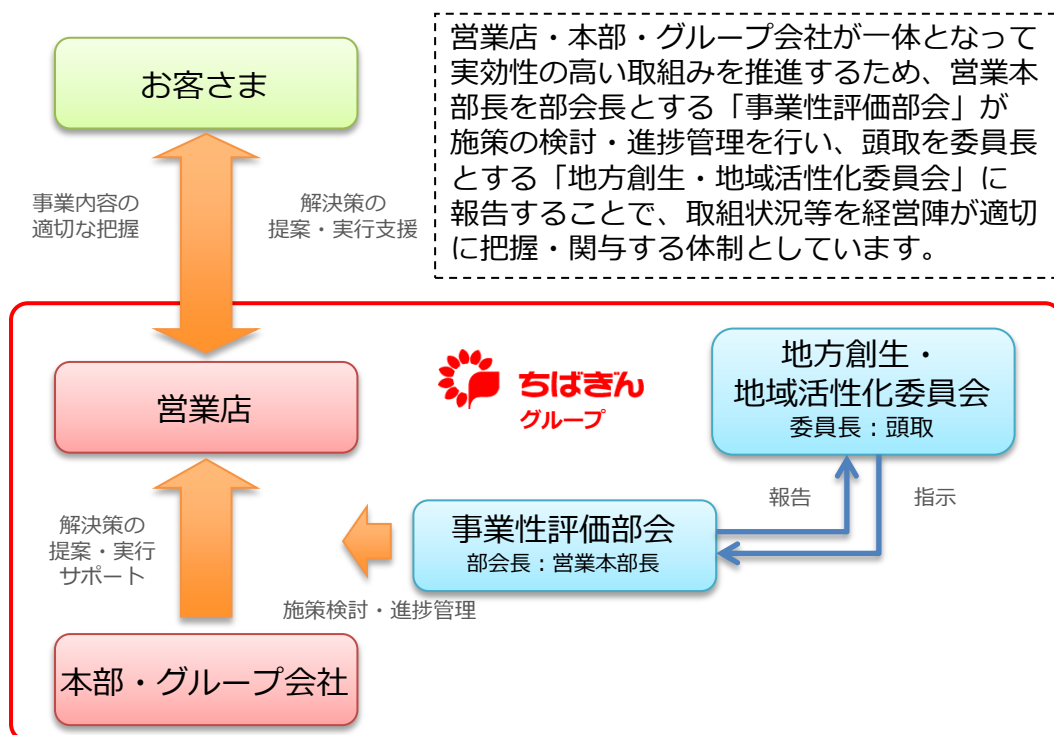 お客さま
営業店・本部・グループ会社が一体となって
実効性の高い取組みを推進するため、営業本
部長を部会長とする「事業性評価部会」が
施策の検討・進捗管理を行い、頭取を委員長
とする「地方創生・地域活性化委員会」に
報告することで、取組状況等を経営陣が適切
に把握・関与する体制としています。
事業内容の
適切な把握
解決策の
提案・実行支援
営業店
ちばぎん
グループ
地方創生・
地域活性化委員会
委員長：頭取
報告
指示
解決策の
提案・実行
サポート
事業性評価部会
部会長：営業本部長
施策検討・進捗管理
本部・グループ会社